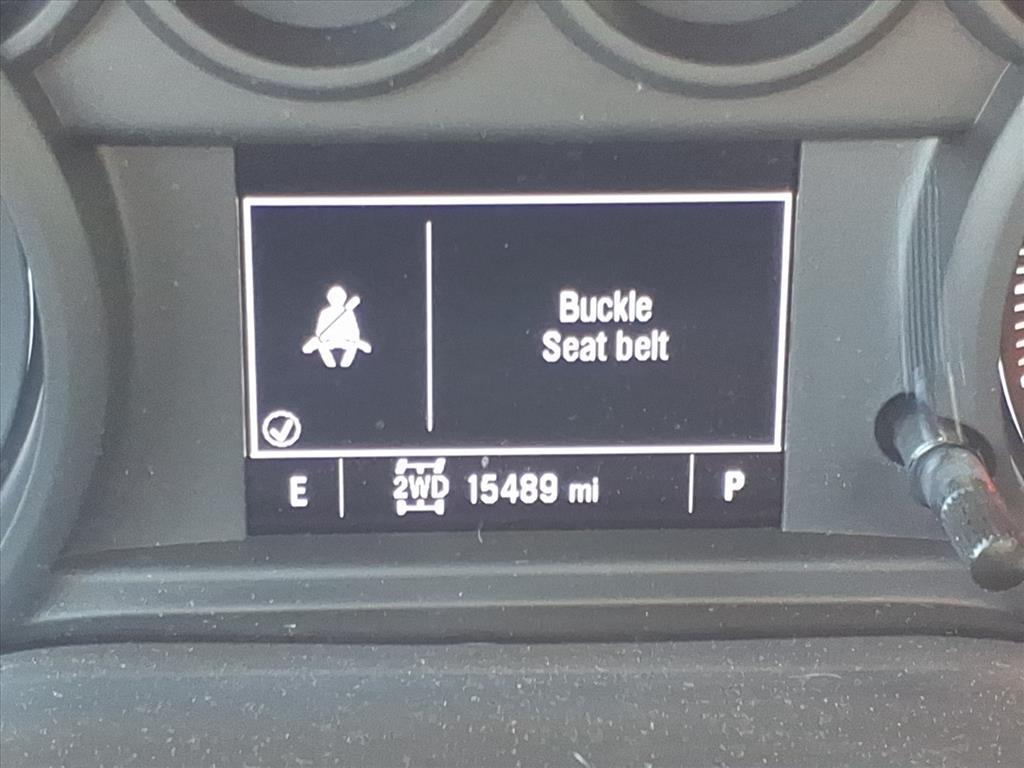 Buckle
Seat belt
E 2WD 15489 mi P